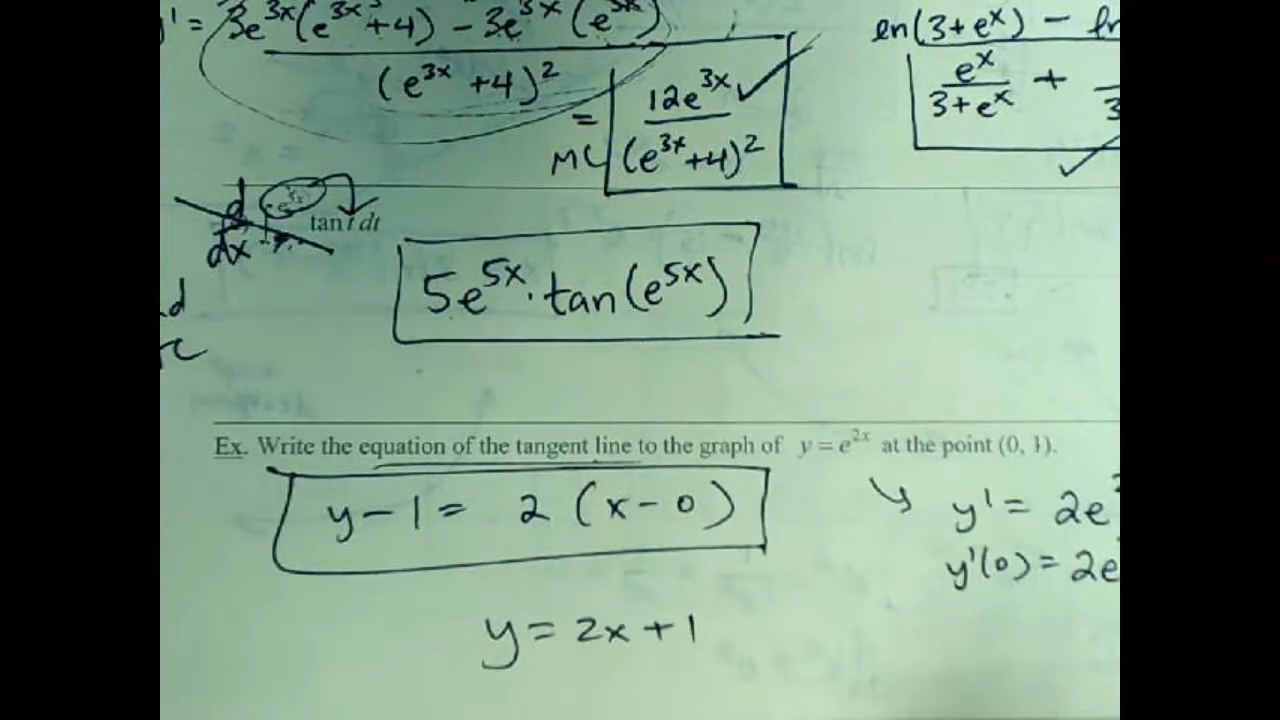 y' = 3e^{3x}(e^{3x}+4) - 3e^{3x}(e^{3x})
(e^{3x}+4)^2
= 12e^{3x}
MC (e^{3x}+4)^2
(3+e^x) -
e^x +
3+e^x 3
d
dx tan t dt
5e^{5x} · tan(e^{5x})
Ex. Write the equation of the tangent line to the graph of y = e^{2x} at the point (0, 1).
y - 1 = 2 (x - 0)
y' = 2e
y'(0) = 2e
y = 2x + 1